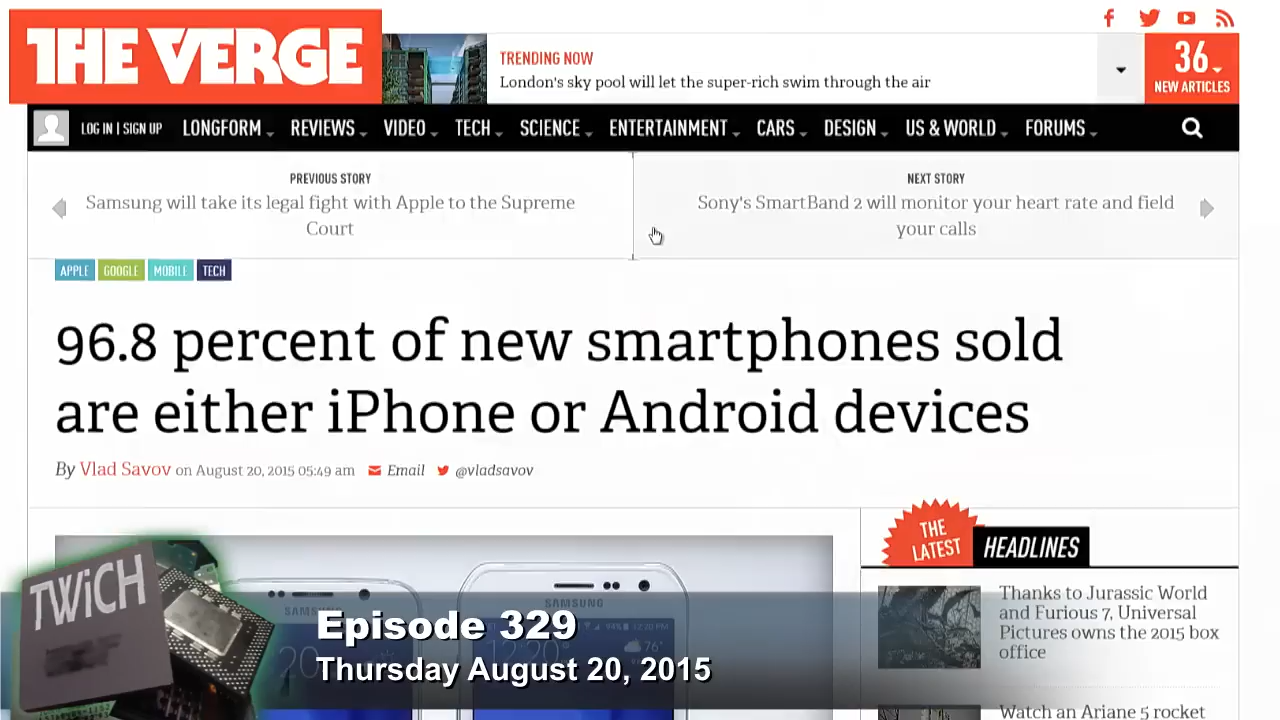 THE VERGE
TRENDING NOW
London's sky pool will let the super-rich swim through the air
36
NEW ARTICLES
LOG IN | SIGN UP
LONGFORM
REVIEWS
VIDEO
TECH
SCIENCE
ENTERTAINMENT
CARS
DESIGN
US & WORLD
FORUMS
PREVIOUS STORY
Samsung will take its legal fight with Apple to the Supreme
Court
NEXT STORY
Sony's SmartBand 2 will monitor your heart rate and field
your calls
APPLE
GOOGLE
MOBILE
TECH
96.8 percent of new smartphones sold
are either iPhone or Android devices
By Vlad Savov on August 20, 2015 05:49 am
Email
@vladsavov
THE
LATEST
HEADLINES
Thanks to Jurassic World
and Furious 7, Universal
Pictures owns the 2015 box
office
Watch an Ariane 5 rocket
SAMSUNG
12:20
76°
TWiCH
Episode 329
Thursday August 20, 2015